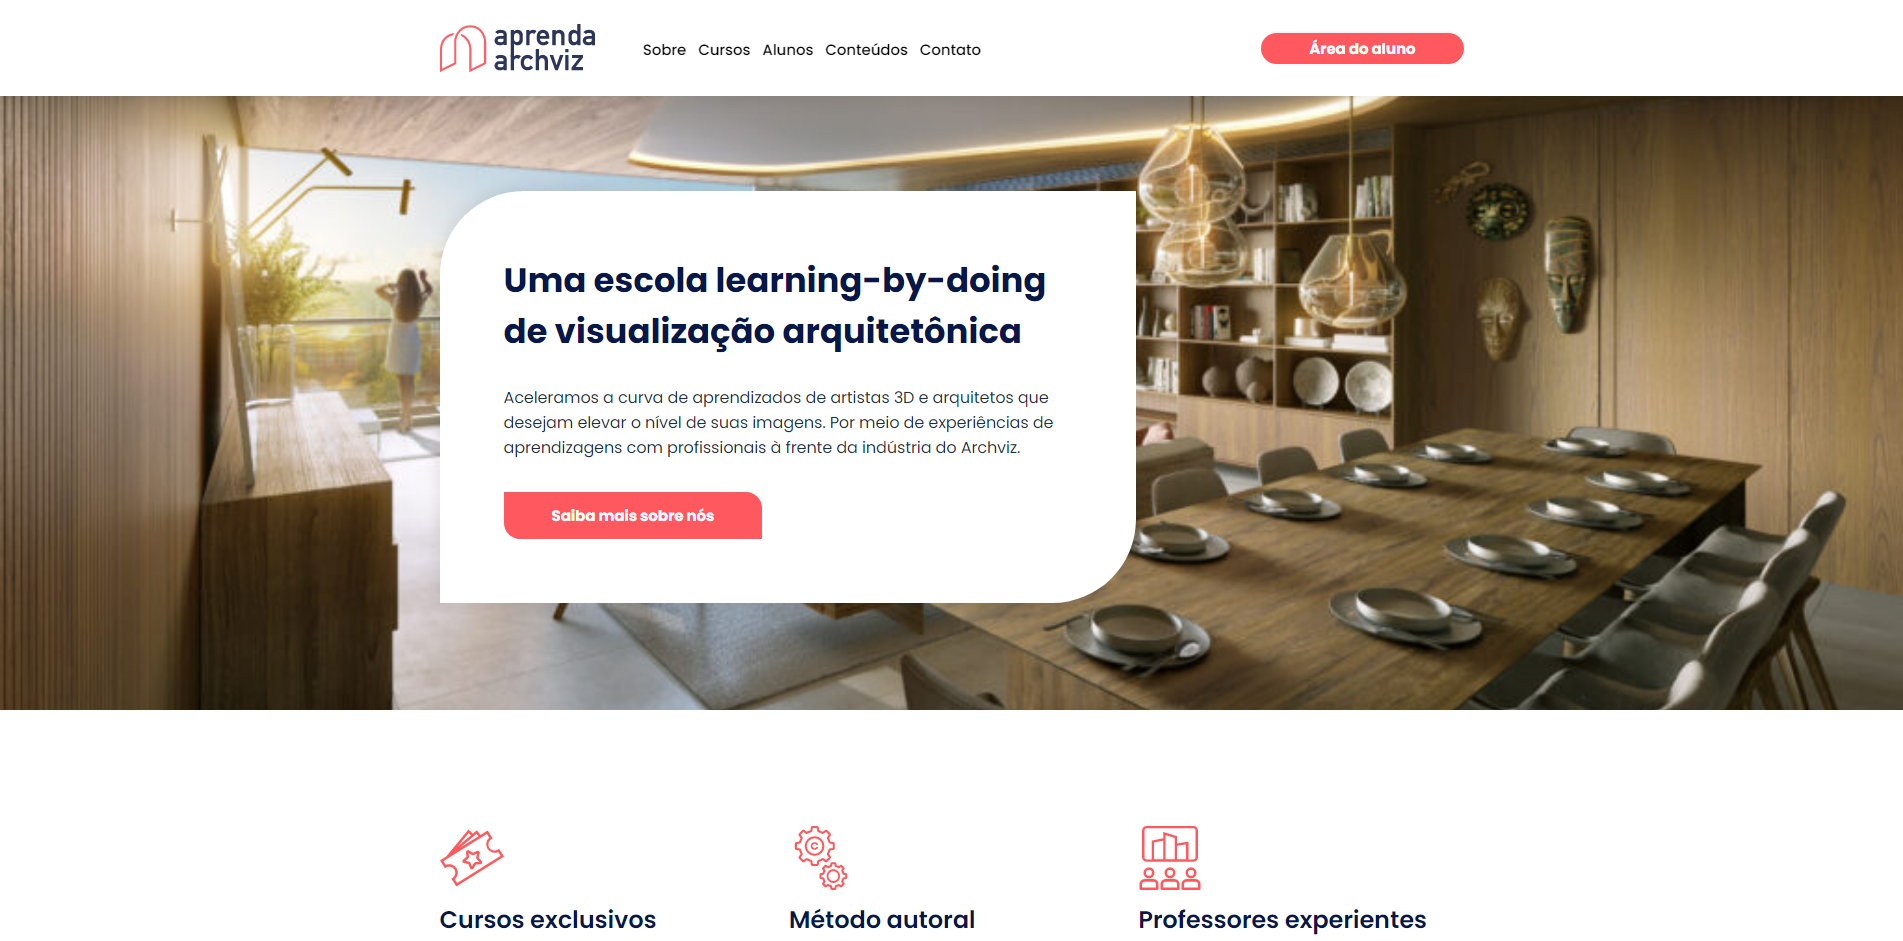 aprenda
archviz
Sobre Cursos Alunos Conteúdos Contato
Área do aluno
Uma escola learning-by-doing
de visualização arquitetônica
Aceleramos a curva de aprendizados de artistas 3D e arquitetos que
desejam elevar o nível de suas imagens. Por meio de experiências de
aprendizagens com profissionais à frente da indústria do Archviz.
Saiba mais sobre nós
Cursos exclusivos
Método autoral
Professores experientes